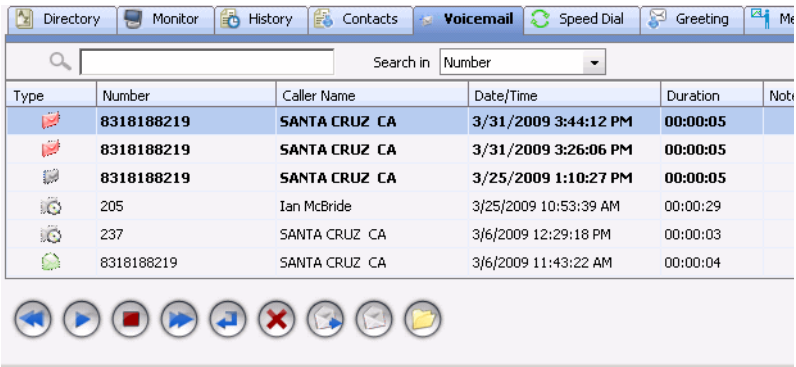 Directory Monitor History Contacts Voicemail Speed Dial Greeting Me
Search in Number
Type Number Caller Name Date/Time Duration Note
8318188219 SANTA CRUZ CA 3/31/2009 3:44:12 PM 00:00:05
8318188219 SANTA CRUZ CA 3/31/2009 3:26:06 PM 00:00:05
8318188219 SANTA CRUZ CA 3/25/2009 1:10:27 PM 00:00:05
205 Ian McBride 3/25/2009 10:53:39 AM 00:00:29
237 SANTA CRUZ CA 3/6/2009 12:29:18 PM 00:00:03
8318188219 SANTA CRUZ CA 3/6/2009 11:43:22 AM 00:00:04